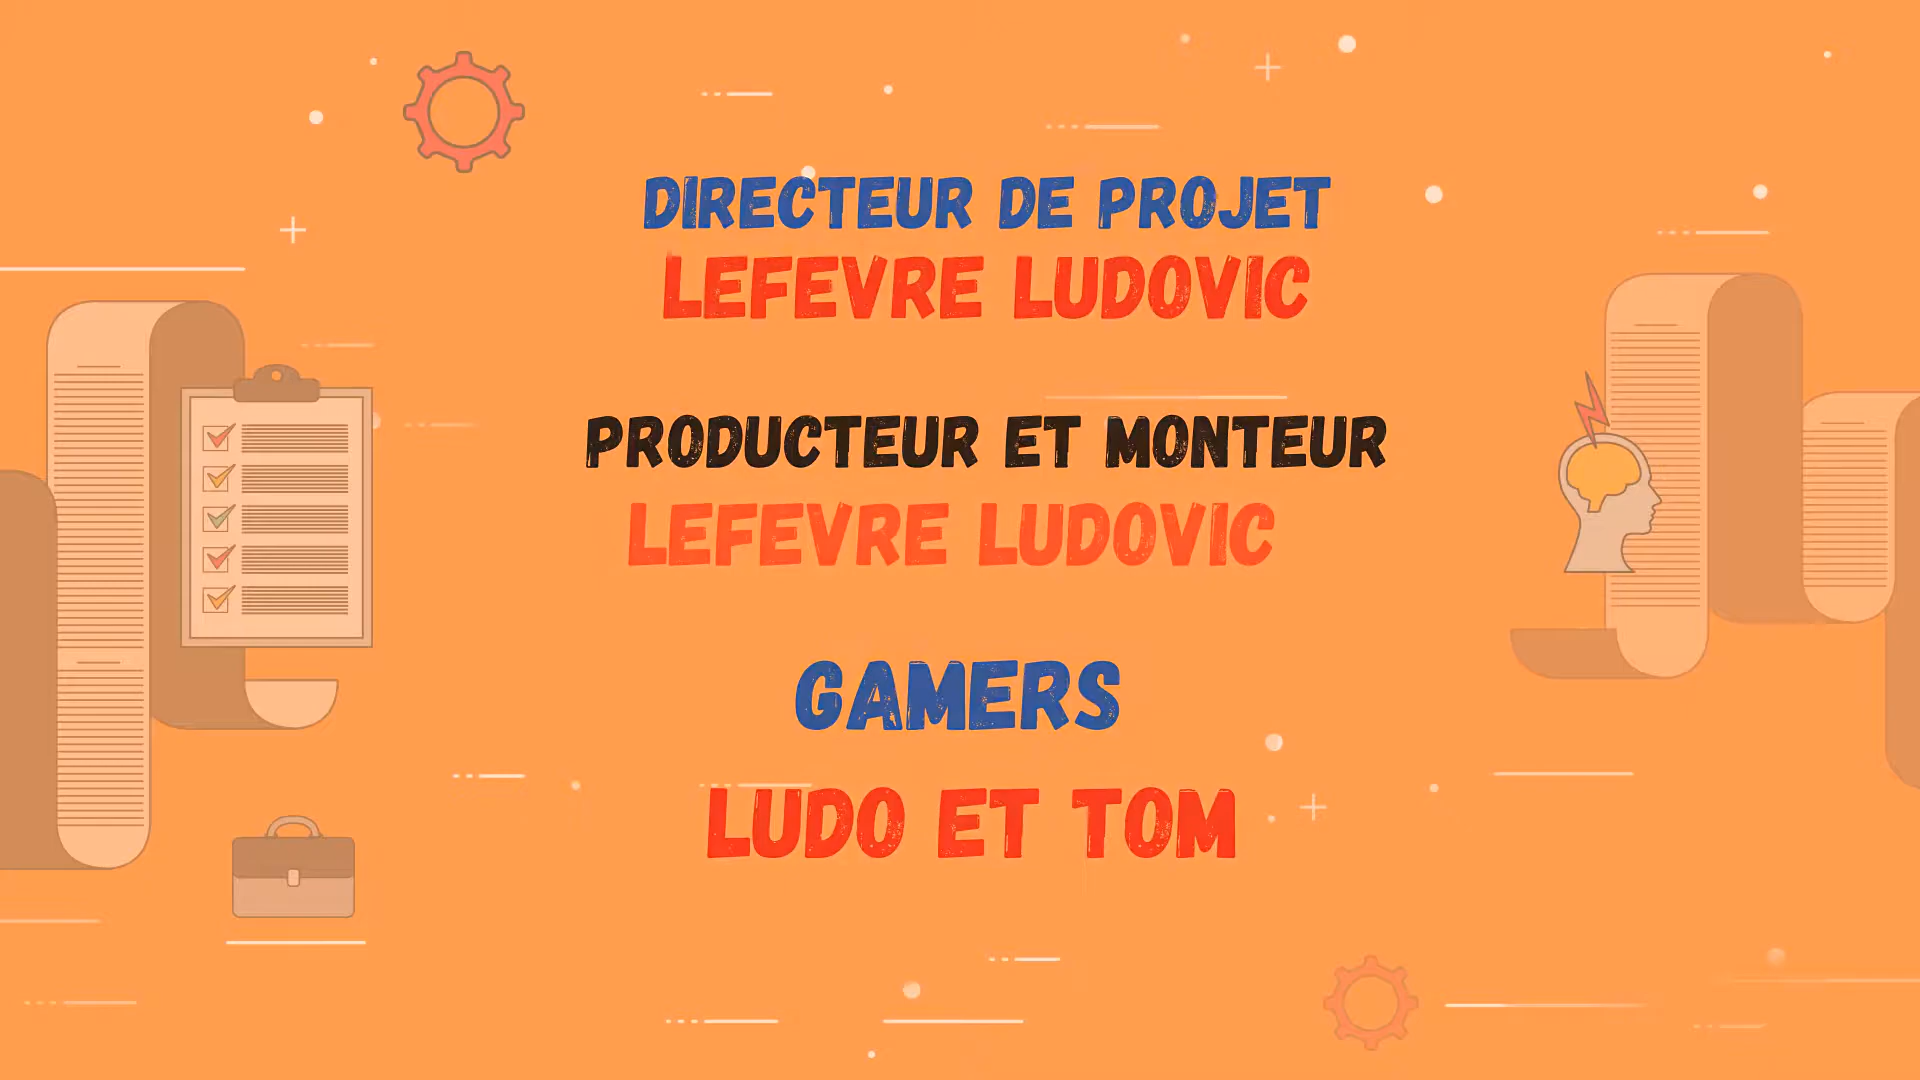 DIRECTEUR DE PROJET
LEFEVRE LUDOVIC
PRODUCTEUR ET MONTEUR
LEFEVRE LUDOVIC
GAMERS
LUDO ET TOM